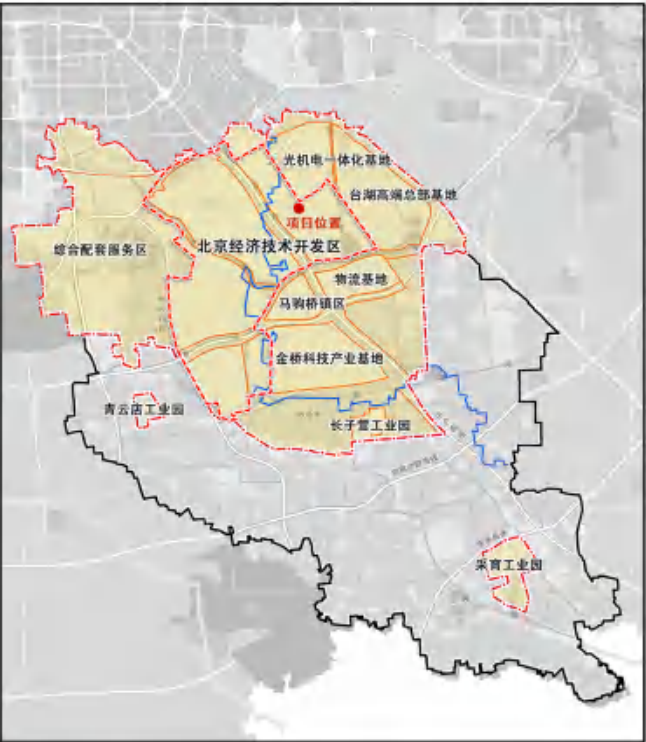 光机电一体化基地
台湖高端总部基地
项目位置
北京经济技术开发区
综合配套服务区
物流基地
马驹桥镇区
金桥科技产业基地
青云店工业园
长子营工业园
采育工业园